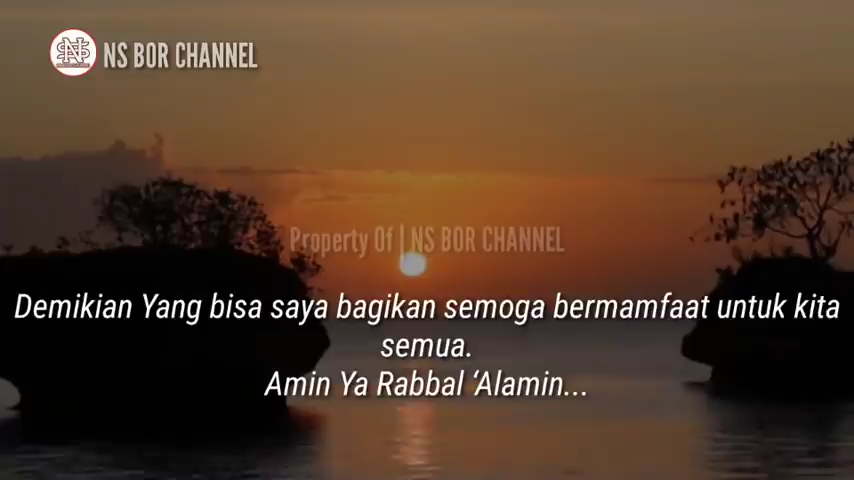 NS BOR CHANNEL
Property Of | NS BOR CHANNEL
Demikian Yang bisa saya bagikan semoga bermamfaat untuk kita
semua.
Amin Ya Rabbal ‘Alamin...